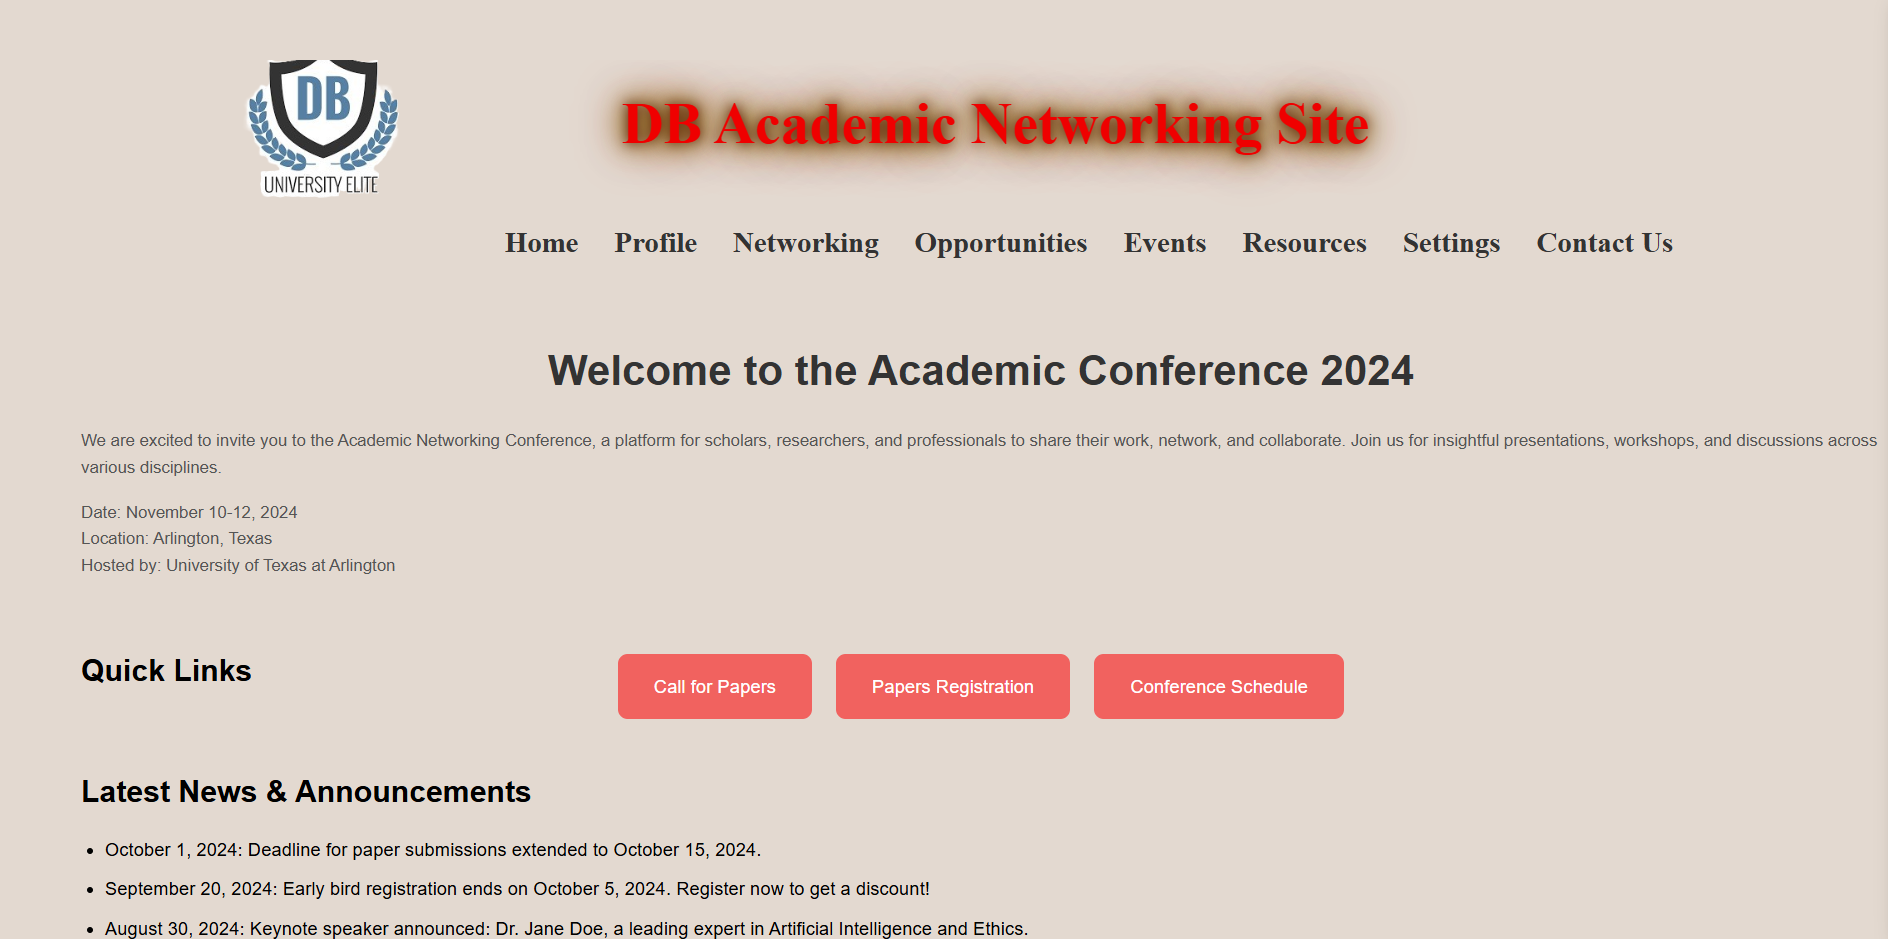 DB
UNIVERSITY ELITE
DB Academic Networking Site
Home Profile Networking Opportunities Events Resources Settings Contact Us
Welcome to the Academic Conference 2024
We are excited to invite you to the Academic Networking Conference, a platform for scholars, researchers, and professionals to share their work, network, and collaborate. Join us for insightful presentations, workshops, and discussions across
various disciplines.
Date: November 10-12, 2024
Location: Arlington, Texas
Hosted by: University of Texas at Arlington
Quick Links
Call for Papers Papers Registration Conference Schedule
Latest News & Announcements
• October 1, 2024: Deadline for paper submissions extended to October 15, 2024.
• September 20, 2024: Early bird registration ends on October 5, 2024. Register now to get a discount!
• August 30, 2024: Keynote speaker announced: Dr. Jane Doe, a leading expert in Artificial Intelligence and Ethics.